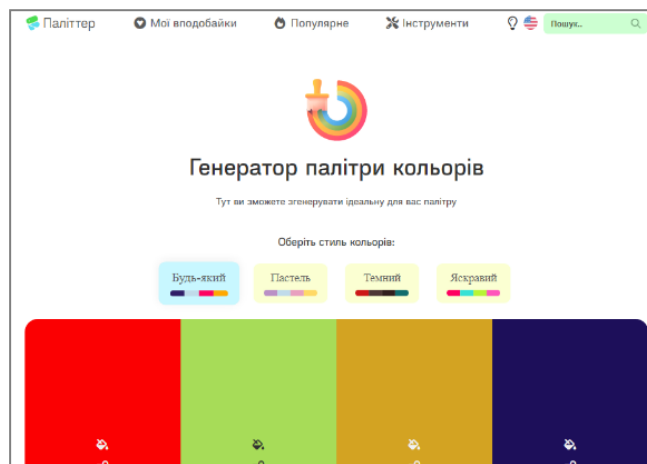 Паліттер Мої вподобайки Популярне Інструменти Пошук..
Генератор палітри кольорів
Тут ви зможете згенерувати ідеальну для вас палітру
Оберіть стиль кольорів:
Будь-який Пастель Темний Яскравий